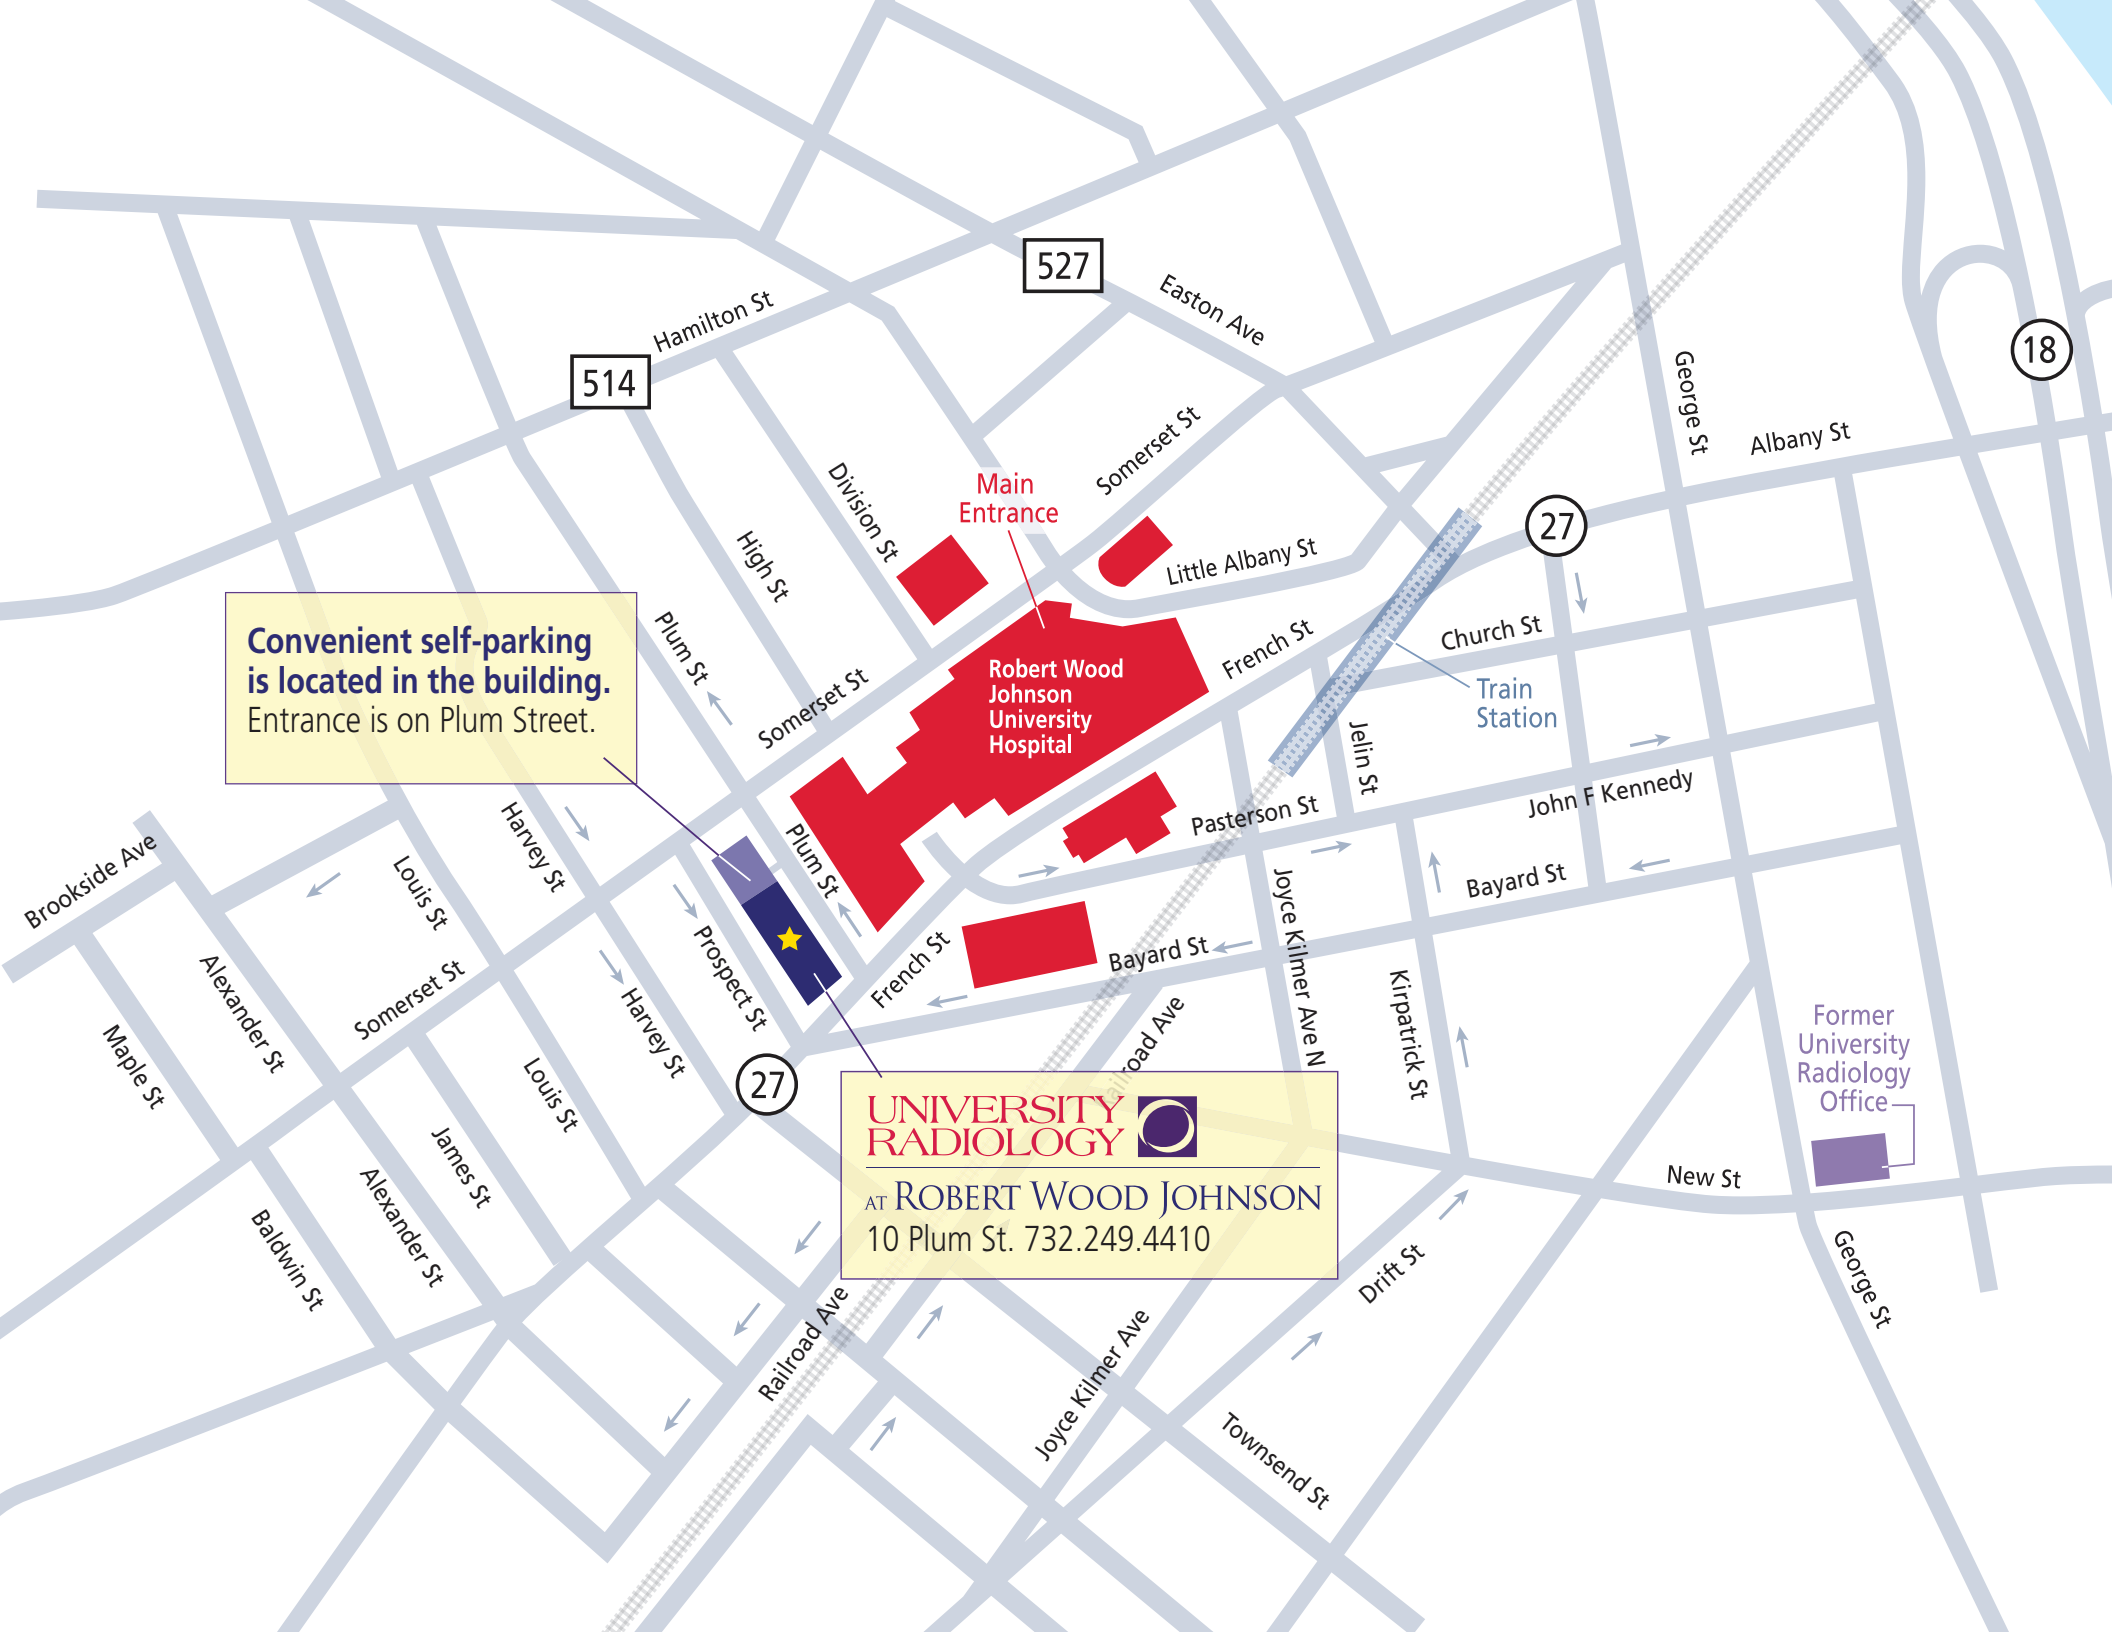 527
Easton Ave
Hamilton St
514
18
George St
Albany St
Somerset St
Division St
Main
Entrance
27
High St
Little Albany St
Convenient self-parking
is located in the building.
Entrance is on Plum Street.
Plum St
Somerset St
Robert Wood
Johnson
University
Hospital
French St
Church St
Train
Station
Jelin St
John F Kennedy
Pasterson St
Brookside Ave
Harvey St
Louis St
Plum St
Bayard St
Joyce Kilmer Ave N
Prospect St
French St
Bayard St
Alexander St
Somerset St
Harvey St
Maple St
Louis St
27
Railroad Ave
Kirpatrick St
Former
University
Radiology
Office
UNIVERSITY
RADIOLOGY
AT ROBERT WOOD JOHNSON
10 Plum St. 732.249.4410
James St
Alexander St
Baldwin St
New St
Drift St
George St
Railroad Ave
Joyce Kilmer Ave
Townsend St